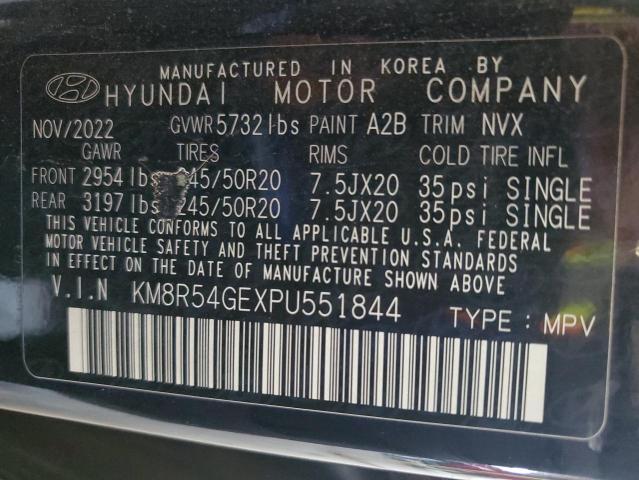 MANUFACTURED IN KOREA BY
HYUNDAI MOTOR COMPANY
NOV/2022 GVWR 5732 lbs PAINT A2B TRIM NVX
GAWR TIRES RIMS COLD TIRE INFL
FRONT 2954 lbs 245/50R20 7.5JX20 35psi SINGLE
REAR 3197 lbs 245/50R20 7.5JX20 35psi SINGLE
THIS VEHICLE CONFORMS TO ALL APPLICABLE U.S.A. FEDERAL
MOTOR VEHICLE SAFETY AND THEFT PREVENTION STANDARDS
IN EFFECT ON THE DATE OF MANUFACTURE SHOWN ABOVE
V.I.N KM8R54GEXPU551844 TYPE : MPV